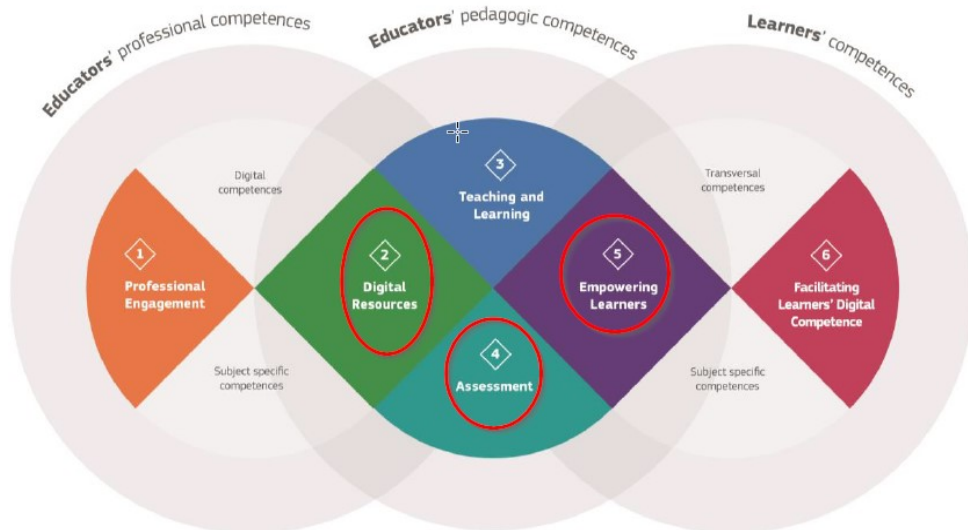 Educators' professional competences
Educators' pedagogic competences
Learners' competences
Digital
competences
Transversal
competences
3
Teaching and
Learning
1
Professional
Engagement
2
Digital
Resources
5
Empowering
Learners
6
Facilitating
Learners' Digital
Competence
4
Assessment
Subject specific
competences
Subject specific
competences